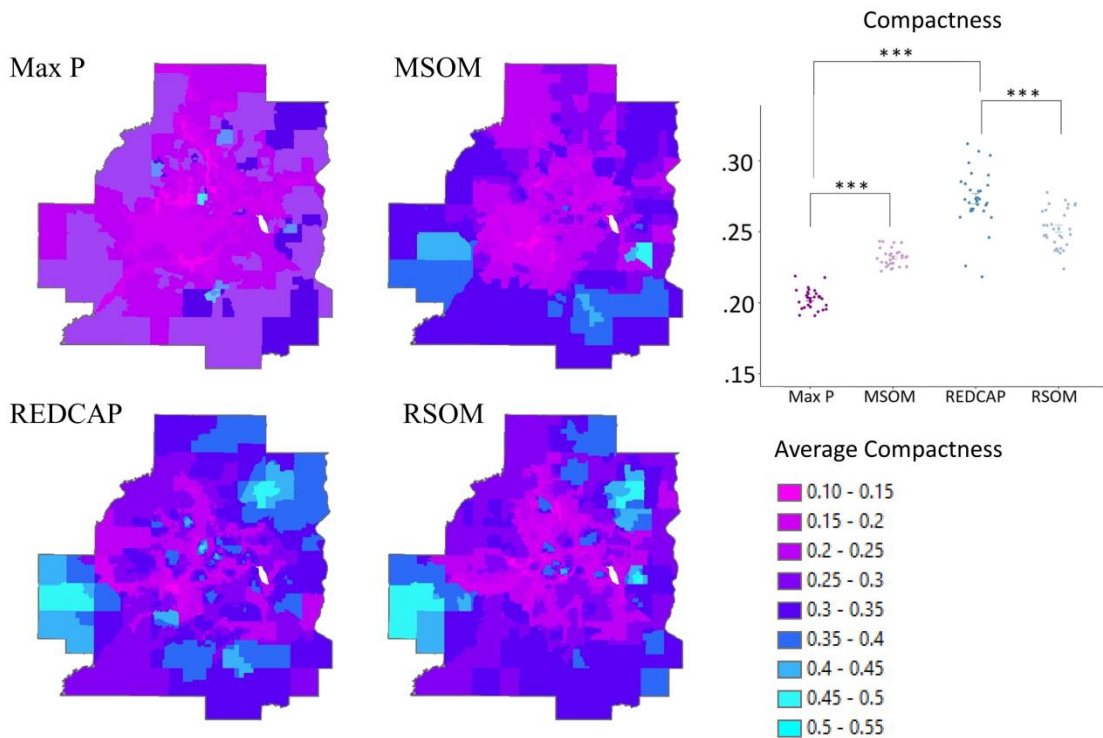 Max P
MSOM
REDCAP
RSOM
Compactness
***
***
***
.30
.25
.20
.15
Max P MSOM REDCAP RSOM
Average Compactness
0.10 - 0.15
0.15 - 0.2
0.2 - 0.25
0.25 - 0.3
0.3 - 0.35
0.35 - 0.4
0.4 - 0.45
0.45 - 0.5
0.5 - 0.55